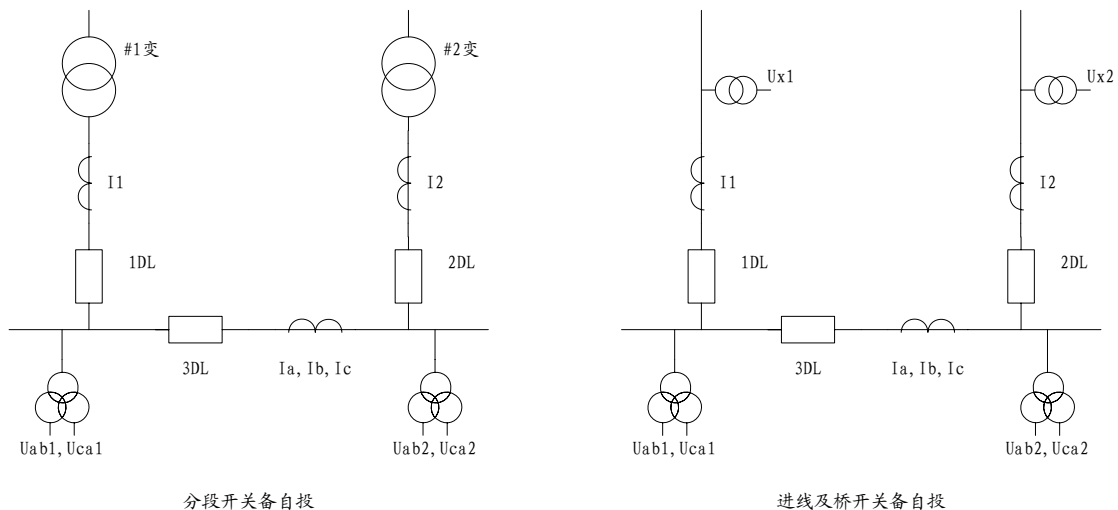 #1变
#2变
Ux1
Ux2
I1
I2
I1
I2
1DL
2DL
1DL
2DL
3DL
Ia,Ib,Ic
3DL
Ia,Ib,Ic
Uab1,Uca1
Uab2,Uca2
Uab1,Uca1
Uab2,Uca2
分段开关备自投
进线及桥开关备自投